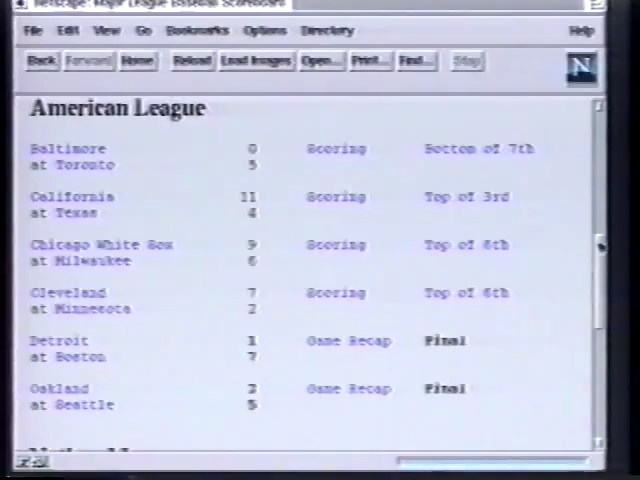 Netscape: Major League Baseball Scoreboard
File Edit View Go Bookmarks Options Directory Help
Back Forward Home Reload Load Images Open... Print... Find... Stop
N
American League
Baltimore 0 Scoring Bottom of 7th
at Toronto 5
California 11 Scoring Top of 3rd
at Texas 4
Chicago White Sox 9 Scoring Top of 6th
at Milwaukee 6
Cleveland 7 Scoring Top of 6th
at Minnesota 2
Detroit 1 Game Recap Final
at Boston 7
Oakland Game Recap Final
at Seattle 5